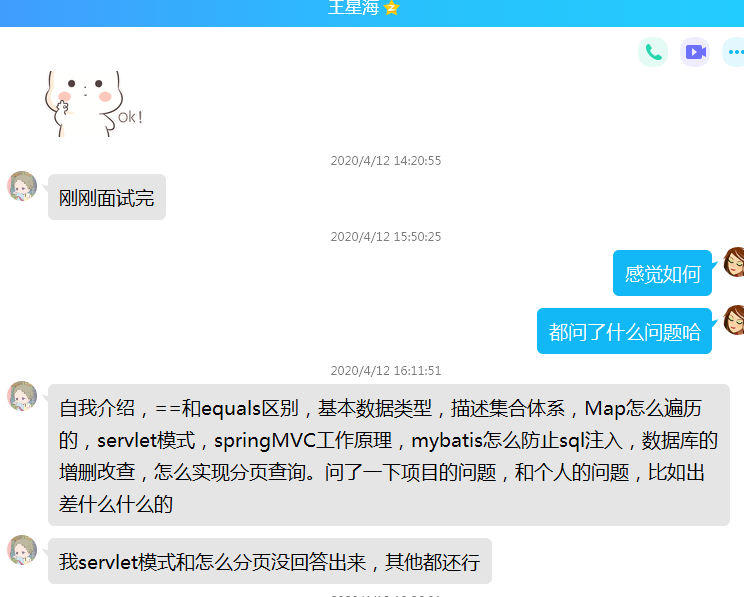 王星海
Ok!
2020/4/12 14:20:55
刚刚面试完
2020/4/12 15:50:25
感觉如何
都问了什么问题哈
2020/4/12 16:11:51
自我介绍，==和equals区别，基本数据类型，描述集合体系，Map怎么遍历
的，servlet模式，springMVC工作原理，mybatis怎么防止sql注入，数据库的
增删改查，怎么实现分页查询。问了一下项目的问题，和个人的问题，比如出
差什么什么的
我servlet模式和怎么分页没回答出来，其他都还行